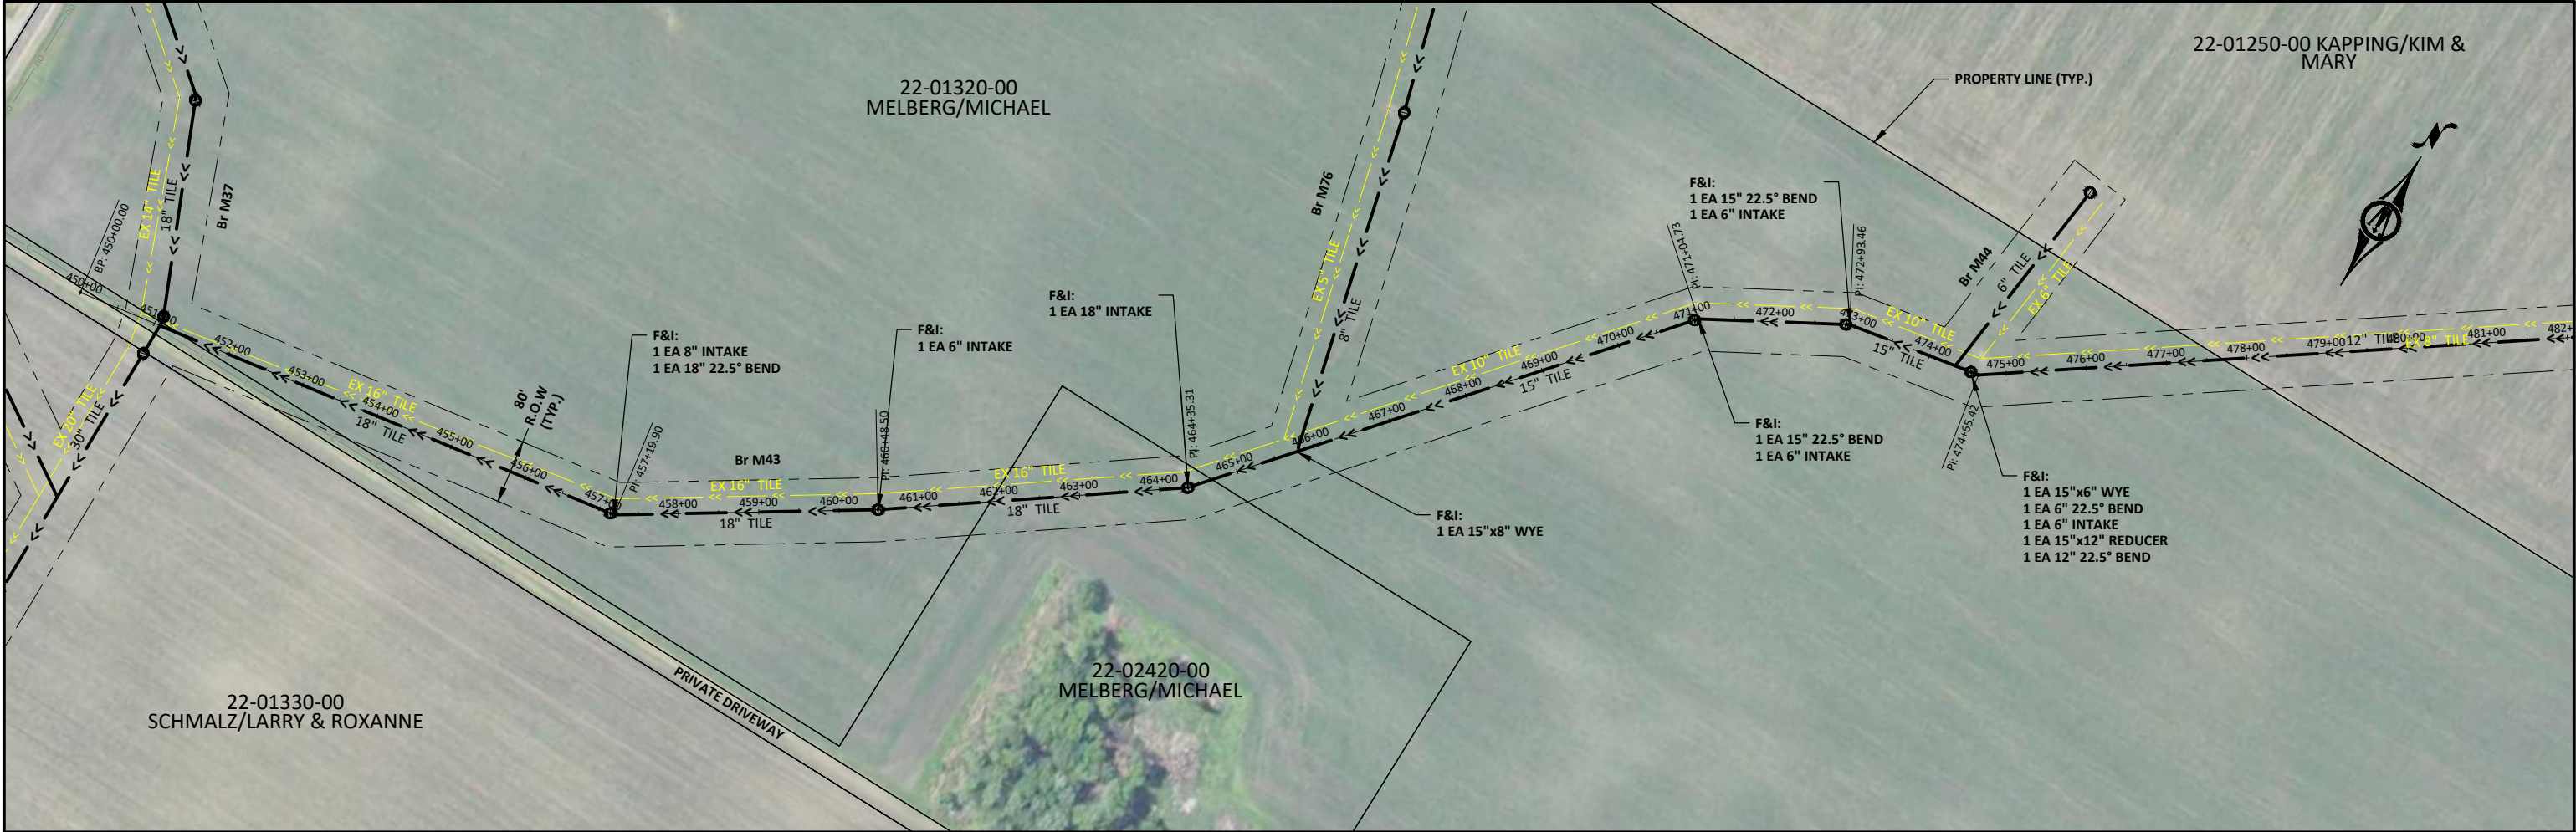 22-01250-00 KAPPING/KIM &
MARY
PROPERTY LINE (TYP.)
22-01320-00
MELBERG/MICHAEL
N
EX 14" TILE
18" TILE
Br M37
BP: 450+00.00
450+00
451+00
452+00
453+00
454+00
455+00
456+00
457+00
EX 16" TILE
18" TILE
80'
R.O.W
(TYP.)
EX 20" TILE
30" TILE
F&I:
1 EA 8" INTAKE
1 EA 18" 22.5° BEND
PI: 457+19.90
Br M43
EX 16" TILE
458+00
459+00
460+00
18" TILE
F&I:
1 EA 6" INTAKE
PI: 460+48.50
461+00
462+00
463+00
464+00
EX 16" TILE
18" TILE
F&I:
1 EA 18" INTAKE
PI: 464+35.31
465+00
466+00
467+00
468+00
469+00
470+00
471+00
EX 10" TILE
15" TILE
Br M76
EX 5" TILE
8" TILE
F&I:
1 EA 15"x8" WYE
F&I:
1 EA 15" 22.5° BEND
1 EA 6" INTAKE
PI: 471+04.73
472+00
PI: 472+93.46
473+00
474+00
EX 10" TILE
15" TILE
F&I:
1 EA 15" 22.5° BEND
1 EA 6" INTAKE
Br M44
6" TILE
EX 6" TILE
PI: 474+65.42
F&I:
1 EA 15"x6" WYE
1 EA 6" 22.5° BEND
1 EA 6" INTAKE
1 EA 15"x12" REDUCER
1 EA 12" 22.5° BEND
475+00
476+00
477+00
478+00
479+00
12" TILE
480+00
EX 8" TILE
481+00
482+
22-02420-00
MELBERG/MICHAEL
PRIVATE DRIVEWAY
22-01330-00
SCHMALZ/LARRY & ROXANNE